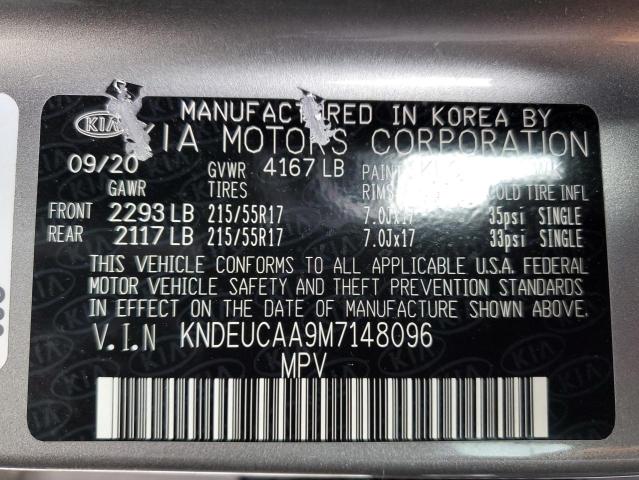 MANUFACTURED IN KOREA BY
KIA KIA MOTORS CORPORATION
09/20 GVWR 4167 LB PAINT
GAWR TIRES RIMS COLD TIRE INFL
FRONT 2293 LB 215/55R17 7.0Jx17 35psi SINGLE
REAR 2117 LB 215/55R17 7.0Jx17 33psi SINGLE
THIS VEHICLE CONFORMS TO ALL APPLICABLE U.S.A. FEDERAL
MOTOR VEHICLE SAFETY AND THEFT PREVENTION STANDARDS
IN EFFECT ON THE DATE OF MANUFACTURE SHOWN ABOVE.
V.I.N KNDEUCAA9M7148096
MPV